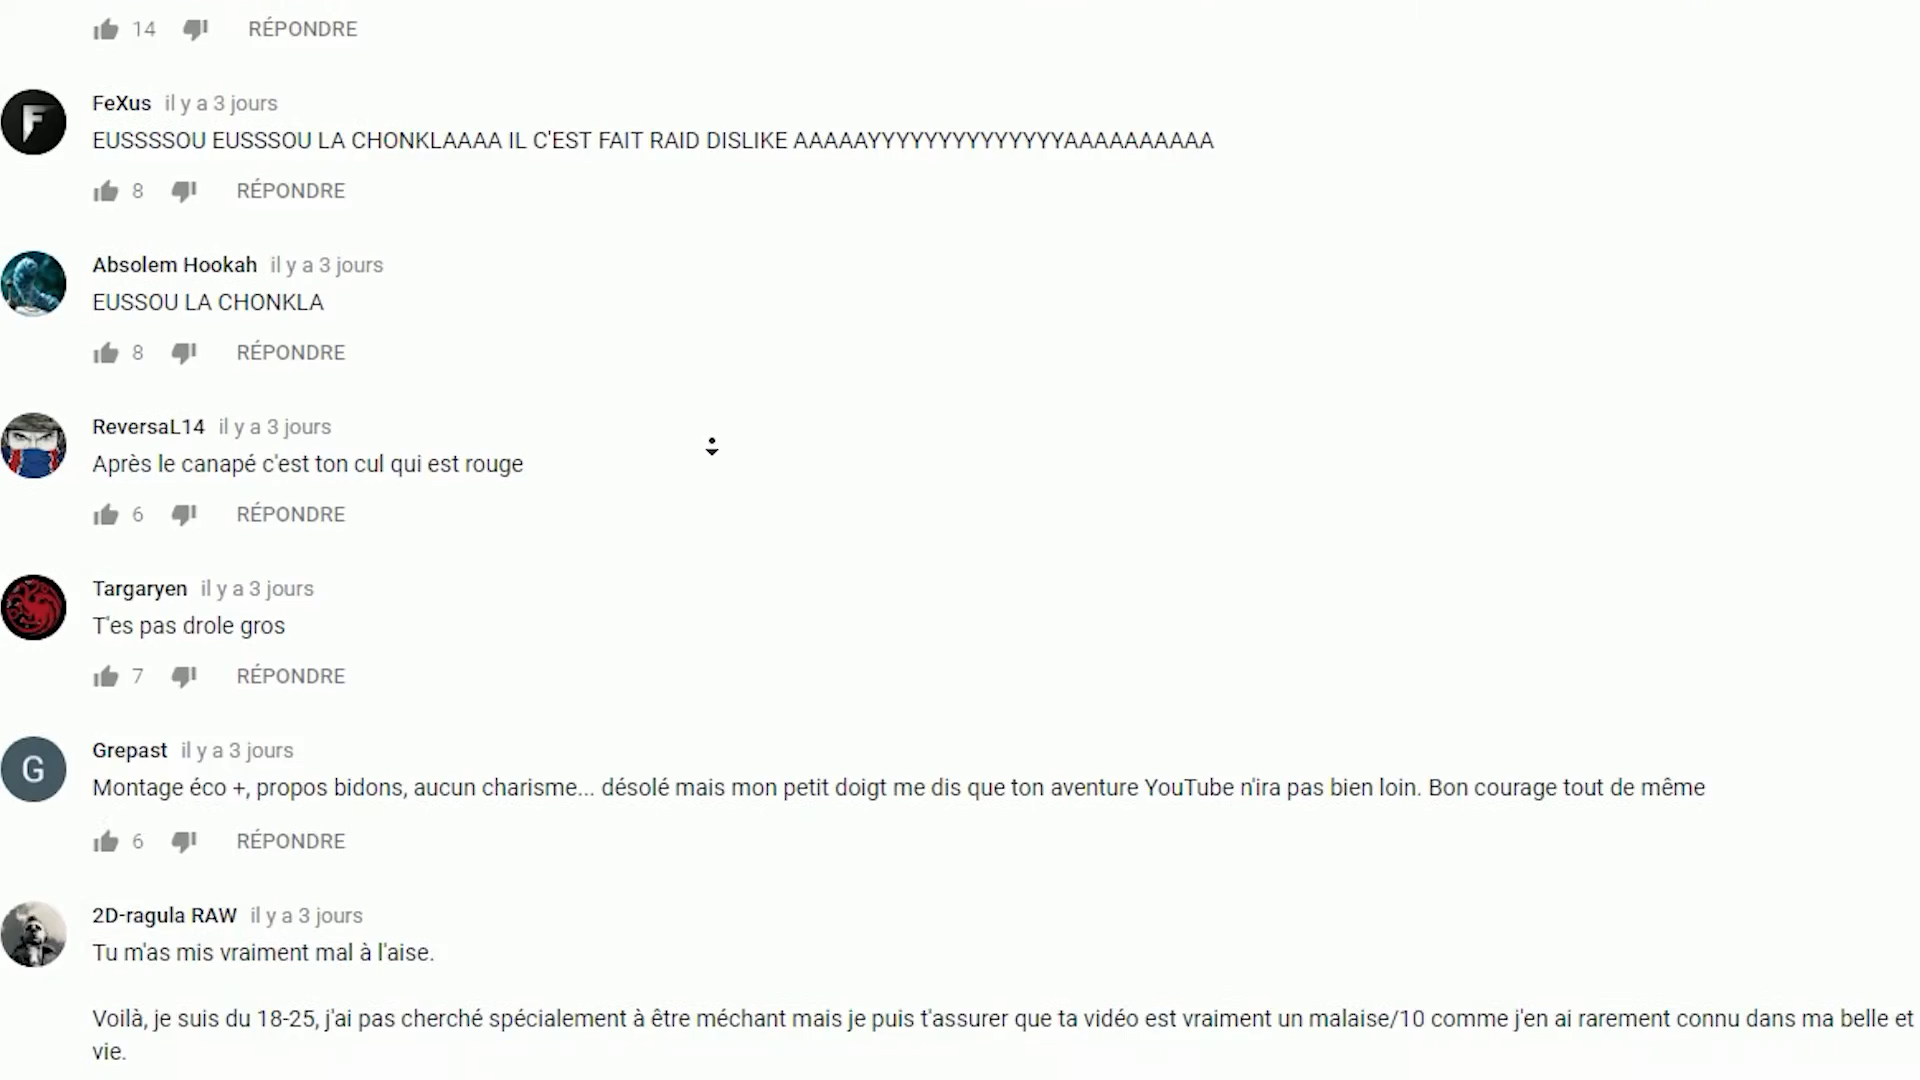 14 RÉPONDRE
F
FeXus il y a 3 jours
EUSSSSOU EUSSSOU LA CHONKLAAAA IL C'EST FAIT RAID DISLIKE AAAAAYYYYYYYYYYYYYYAAAAAAAAAA
8 RÉPONDRE
Absolem Hookah il y a 3 jours
EUSSOU LA CHONKLA
8 RÉPONDRE
ReversaL14 il y a 3 jours
Après le canapé c'est ton cul qui est rouge
6 RÉPONDRE
Targaryen il y a 3 jours
T'es pas drole gros
7 RÉPONDRE
G
Grepast il y a 3 jours
Montage éco +, propos bidons, aucun charisme... désolé mais mon petit doigt me dis que ton aventure YouTube n'ira pas bien loin. Bon courage tout de même
6 RÉPONDRE
2D-ragula RAW il y a 3 jours
Tu m'as mis vraiment mal à l'aise.
Voilà, je suis du 18-25, j'ai pas cherché spécialement à être méchant mais je puis t'assurer que ta vidéo est vraiment un malaise/10 comme j'en ai rarement connu dans ma belle et
vie.